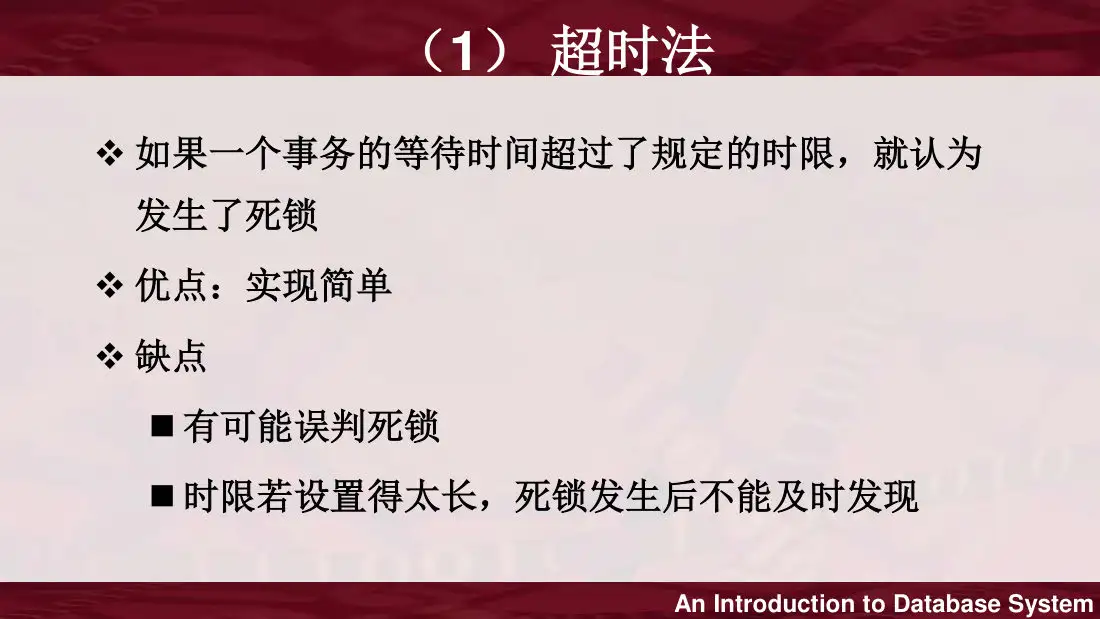 （1） 超时法
❖ 如果一个事务的等待时间超过了规定的时限，就认为
发生了死锁
❖ 优点：实现简单
❖ 缺点
■ 有可能误判死锁
■ 时限若设置得太长，死锁发生后不能及时发现
An Introduction to Database System